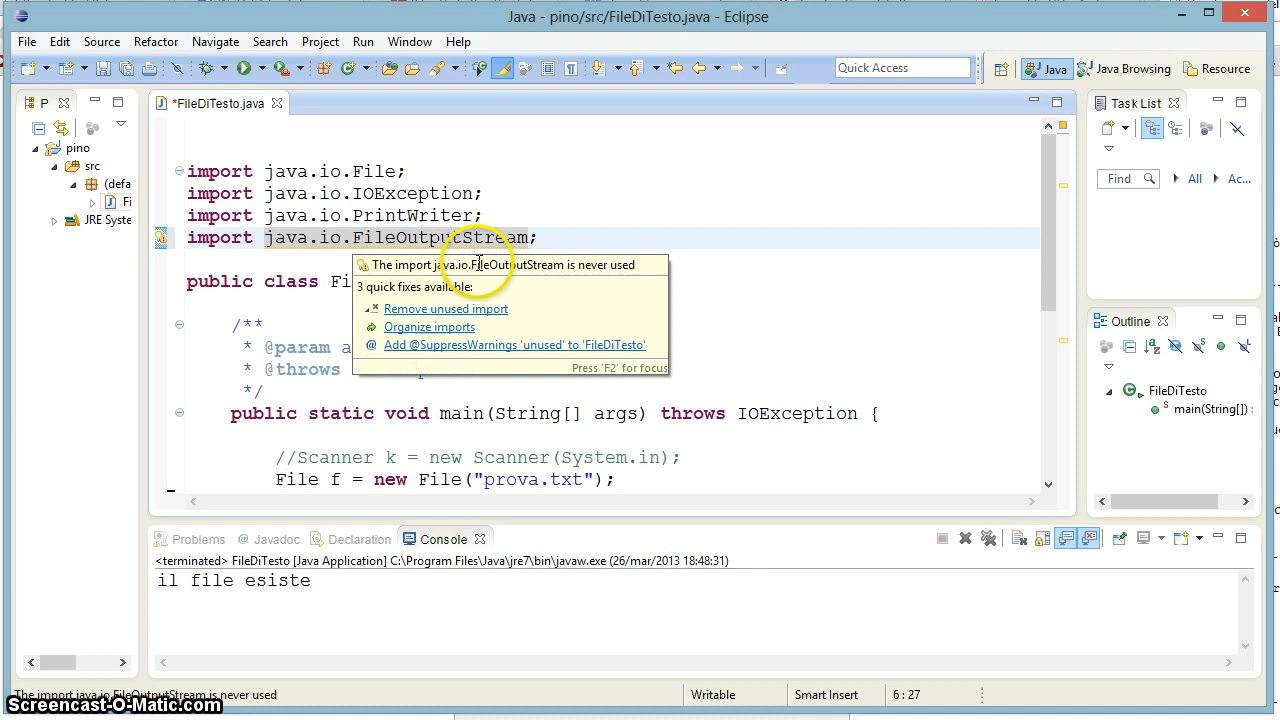 Java - pino/src/FileDiTesto.java - Eclipse
File Edit Source Refactor Navigate Search Project Run Window Help
Quick Access
Java
Java Browsing
Resource
P
pino
src
(defa
Fi
JRE Syste
*FileDiTesto.java
import java.io.File;
import java.io.IOException;
import java.io.PrintWriter;
import java.io.FileOutputStream;
The import java.io.FileOutputStream is never used
3 quick fixes available:
Remove unused import
Organize imports
Add @SuppressWarnings 'unused' to 'FileDiTesto'
Press 'F2' for focus
public class Fi
/**
* @param a
* @throws
*/
public static void main(String[] args) throws IOException {
//Scanner k = new Scanner(System.in);
File f = new File("prova.txt");
Task List
Find
All
Ac...
Outline
FileDiTesto
main(String[]) :
Problems
Javadoc
Console
<terminated> FileDiTesto [Java Application] C:\Program Files\Java\jre7\bin\javaw.exe (26/mar/2013 18:48:31)
il file esiste
The import java.io.FileOutputStream is never used
Writable
Smart Insert
6 : 27
Screencast-O-Matic.com